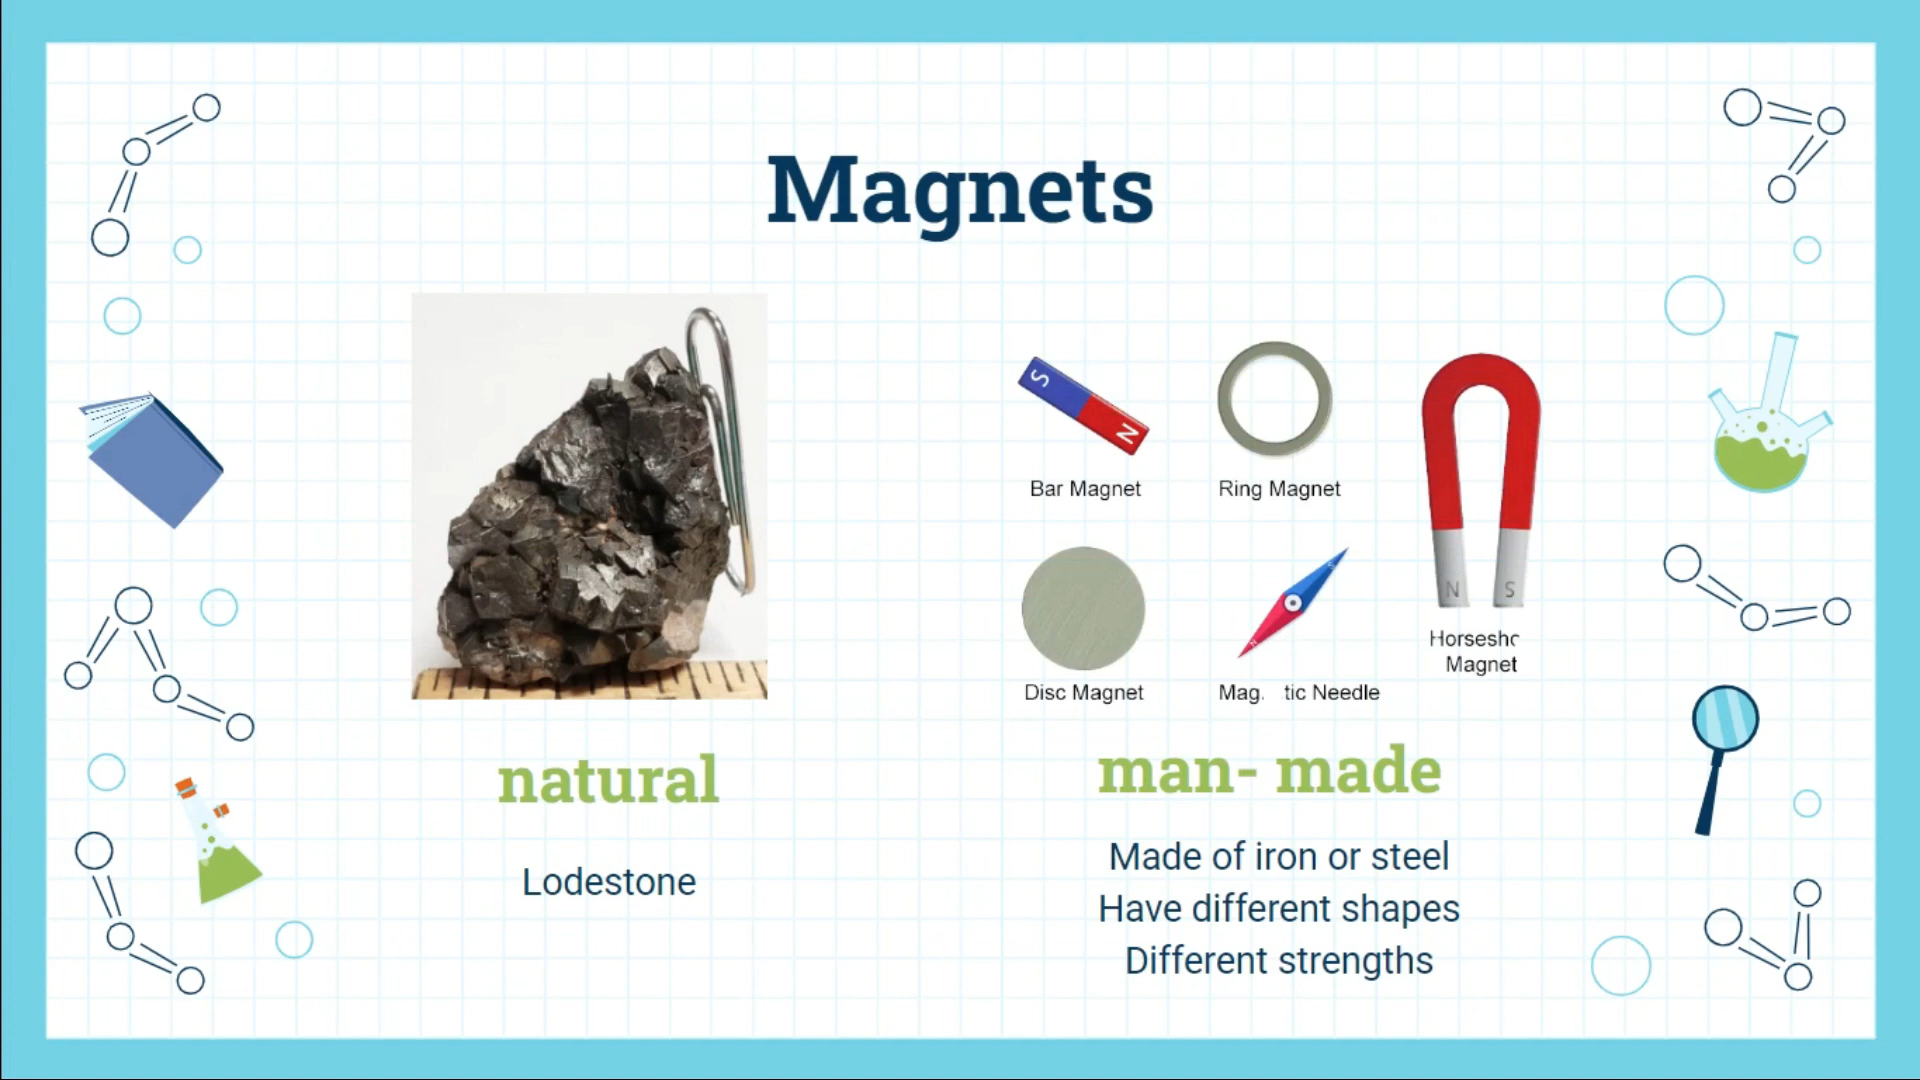 Magnets
S
N
Bar Magnet
Ring Magnet
N S
Horsesho
Magnet
Disc Magnet
Mag. tic Needle
natural
man- made
Lodestone
Made of iron or steel
Have different shapes
Different strengths